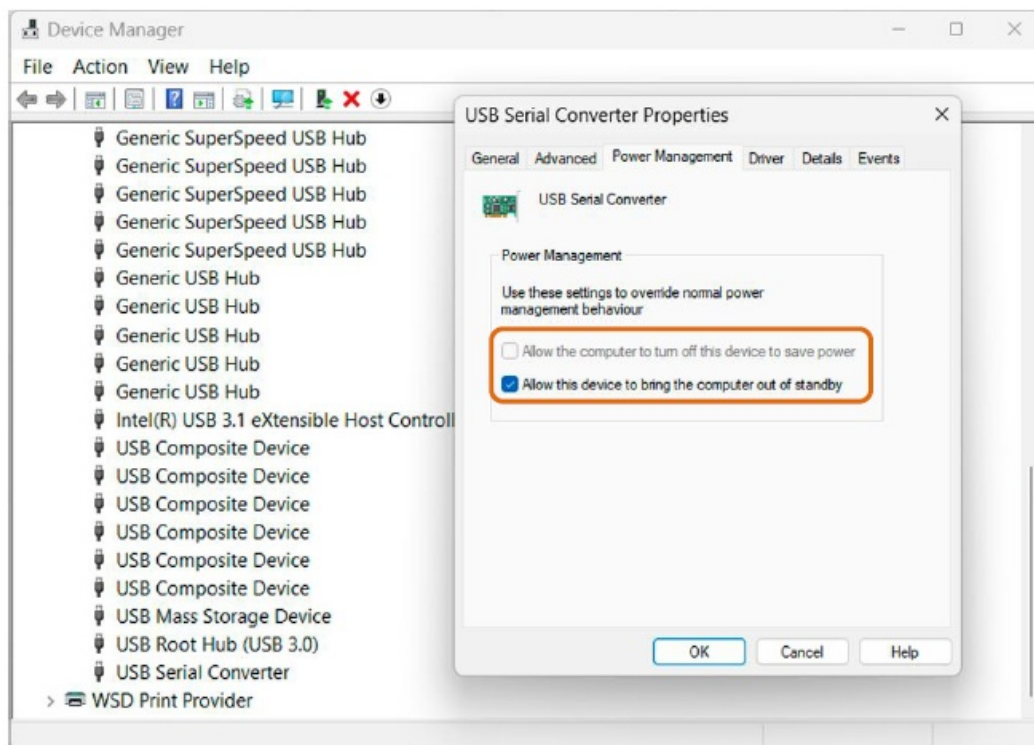 Device Manager
File Action View Help
Generic SuperSpeed USB Hub
Generic SuperSpeed USB Hub
Generic SuperSpeed USB Hub
Generic SuperSpeed USB Hub
Generic SuperSpeed USB Hub
Generic USB Hub
Generic USB Hub
Generic USB Hub
Generic USB Hub
Generic USB Hub
Intel(R) USB 3.1 eXtensible Host Controll
USB Composite Device
USB Composite Device
USB Composite Device
USB Composite Device
USB Composite Device
USB Composite Device
USB Mass Storage Device
USB Root Hub (USB 3.0)
USB Serial Converter
WSD Print Provider
USB Serial Converter Properties
General Advanced Power Management Driver Details Events
USB Serial Converter
Power Management
Use these settings to override normal power
management behaviour
Allow the computer to turn off this device to save power
Allow this device to bring the computer out of standby
OK Cancel Help